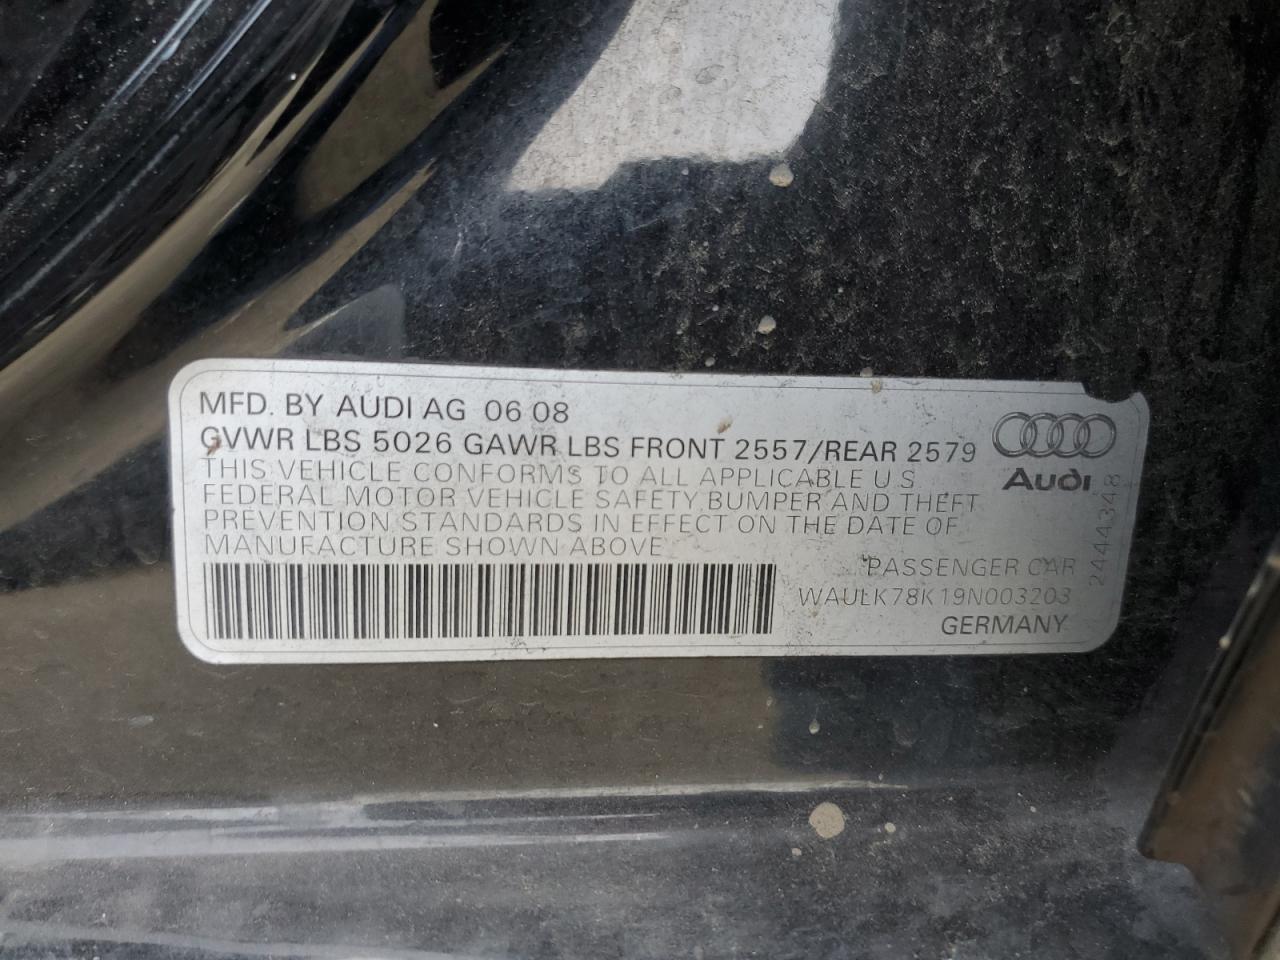 MFD. BY AUDI AG 06 08
GVWR LBS 5026 GAWR LBS FRONT 2557/REAR 2579
THIS VEHICLE CONFORMS TO ALL APPLICABLE U S
FEDERAL MOTOR VEHICLE SAFETY, BUMPER AND THEFT
PREVENTION STANDARDS IN EFFECT ON THE DATE OF
MANUFACTURE SHOWN ABOVE
Audi
PASSENGER CAR
WAULK78K19N003203
GERMANY
2444348